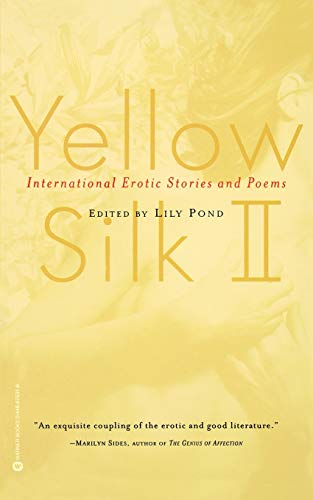 Yellow
International Erotic Stories and Poems
EDITED BY LILY POND
Silk II
"An exquisite coupling of the erotic and good literature."
—MARILYN SIDES, AUTHOR OF THE GENIUS OF AFFECTION